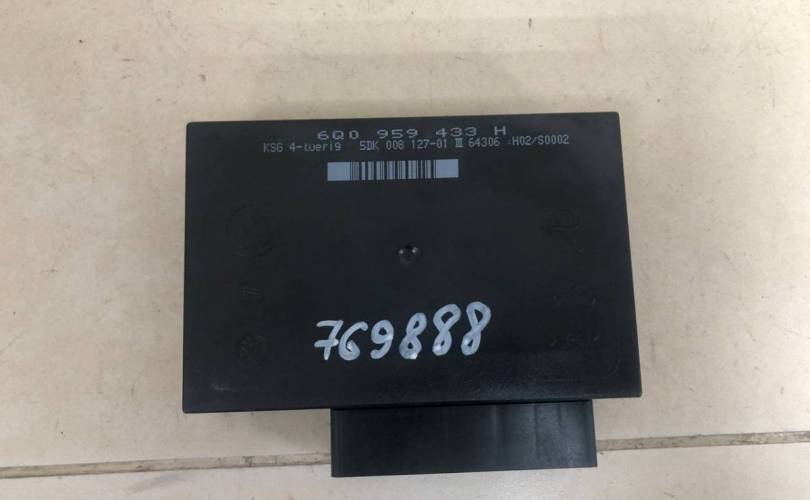 6Q0 959 433 H
KSG 4-tuerig 5DK 008 127-01 III 64306 :H02/S0002
769888